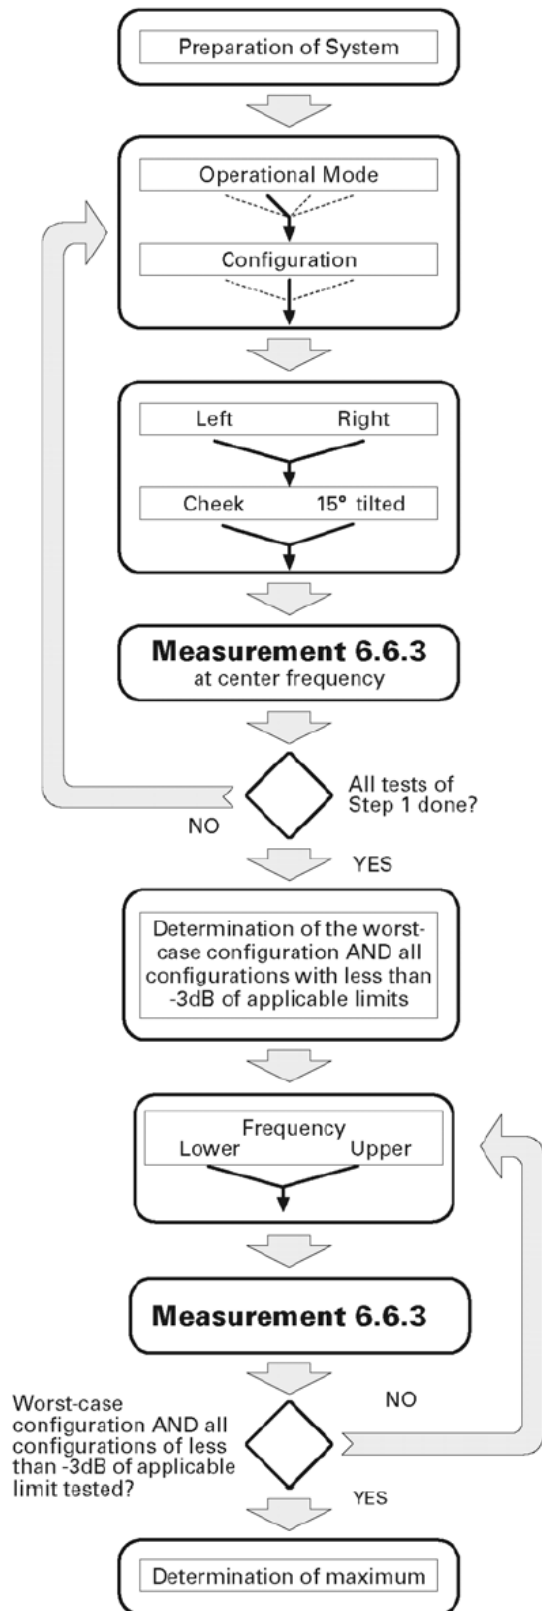 Preparation of System
Operational Mode
Configuration
Left Right
Cheek 15° tilted
Measurement 6.6.3
at center frequency
All tests of
Step 1 done?
NO
YES
Determination of the worst-
case configuration AND all
configurations with less than
-3dB of applicable limits
Frequency
Lower Upper
Measurement 6.6.3
Worst-case
configuration AND all
configurations of less
than -3dB of applicable
limit tested?
NO
YES
Determination of maximum